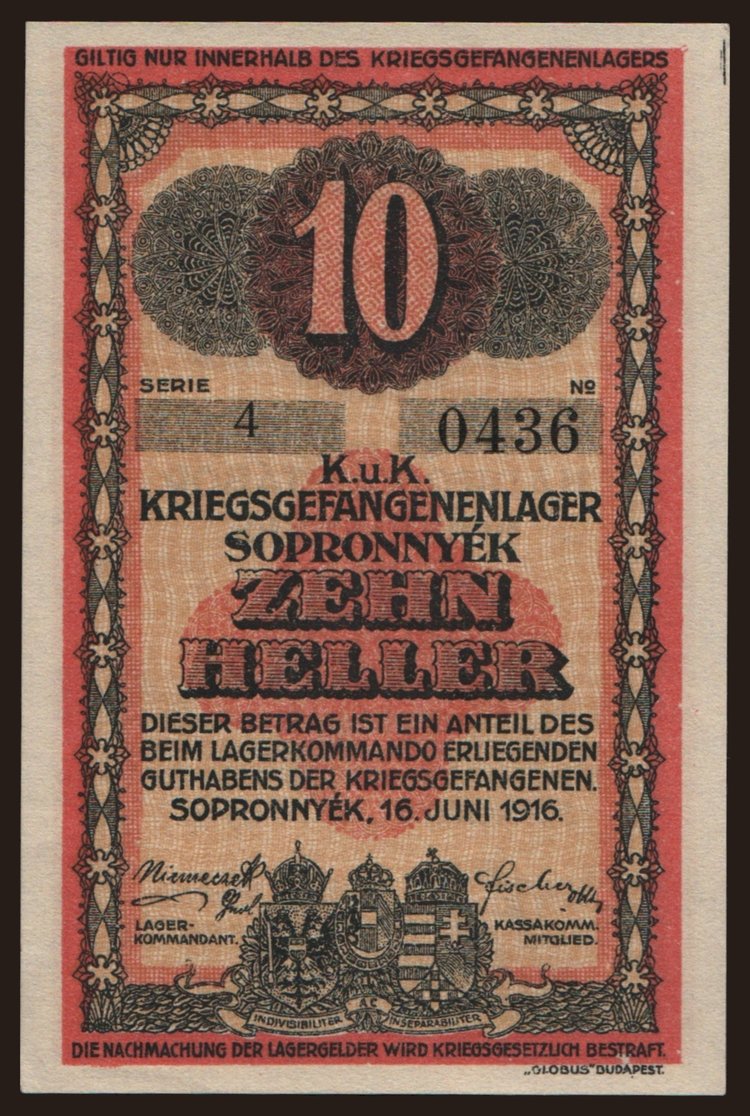 GILTIG NUR INNERHALB DES KRIEGSGEFANGENENLAGERS
10
SERIE No
4 0436
K.u.K.
KRIEGSGEFANGENENLAGER
SOPRONNYÉK
ZEHN
HELLER
DIESER BETRAG IST EIN ANTEIL DES
BEIM LAGERKOMMANDO ERLIEGENDEN
GUTHABENS DER KRIEGSGEFANGENEN.
SOPRONNYÉK, 16. JUNI 1916.
Niemeczek Fischer
LAGER- KASSAKOMM.
KOMMANDANT. MITGLIED.
A C
INDIVISIBILITER INSEPARABILITER
DIE NACHMACHUNG DER LAGERGELDER WIRD KRIEGSGESETZLICH BESTRAFT.
„GLOBUS" BUDAPEST.